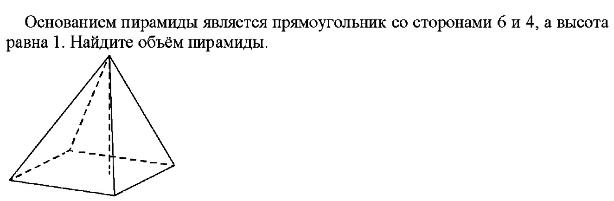 Основанием пирамиды является прямоугольник со сторонами 6 и 4, а высота
равна 1. Найдите объём пирамиды.